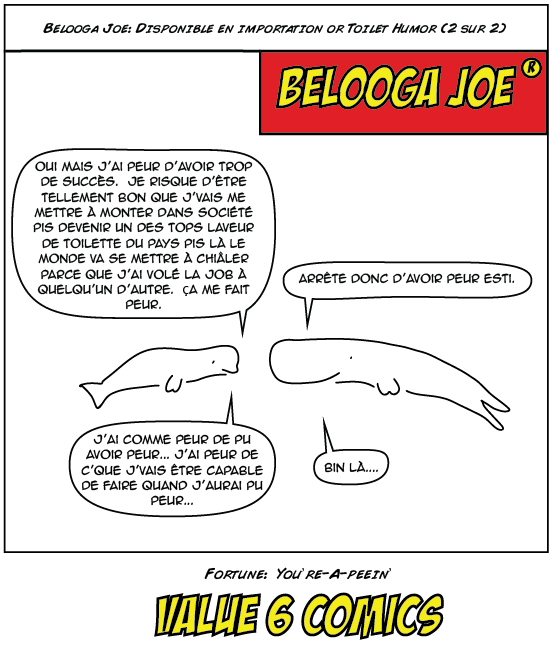 Belooga Joe: Disponible en importation or Toilet Humor (2 sur 2)
BELOOGA JOE ®
OUI MAIS J'AI PEUR D'AVOIR TROP
DE SUCCÈS. JE RISQUE D'ÊTRE
TELLEMENT BON QUE J'VAIS ME
METTRE À MONTER DANS SOCIÉTÉ
PIS DEVENIR UN DES TOPS LAVEUR
DE TOILETTE DU PAYS PIS LÀ LE
MONDE VA SE METTRE À CHIÂLER
PARCE QUE J'AI VOLÉ LA JOB À
QUELQU'UN D'AUTRE. ÇA ME FAIT
PEUR.
ARRÊTE DONC D'AVOIR PEUR ESTI.
J'AI COMME PEUR DE PU
AVOIR PEUR... J'AI PEUR DE
C'QUE J'VAIS ÊTRE CAPABLE
DE FAIRE QUAND J'AURAI PU
PEUR...
BIN LÀ....
Fortune: You're-A-peein'
VALUE 6 COMICS